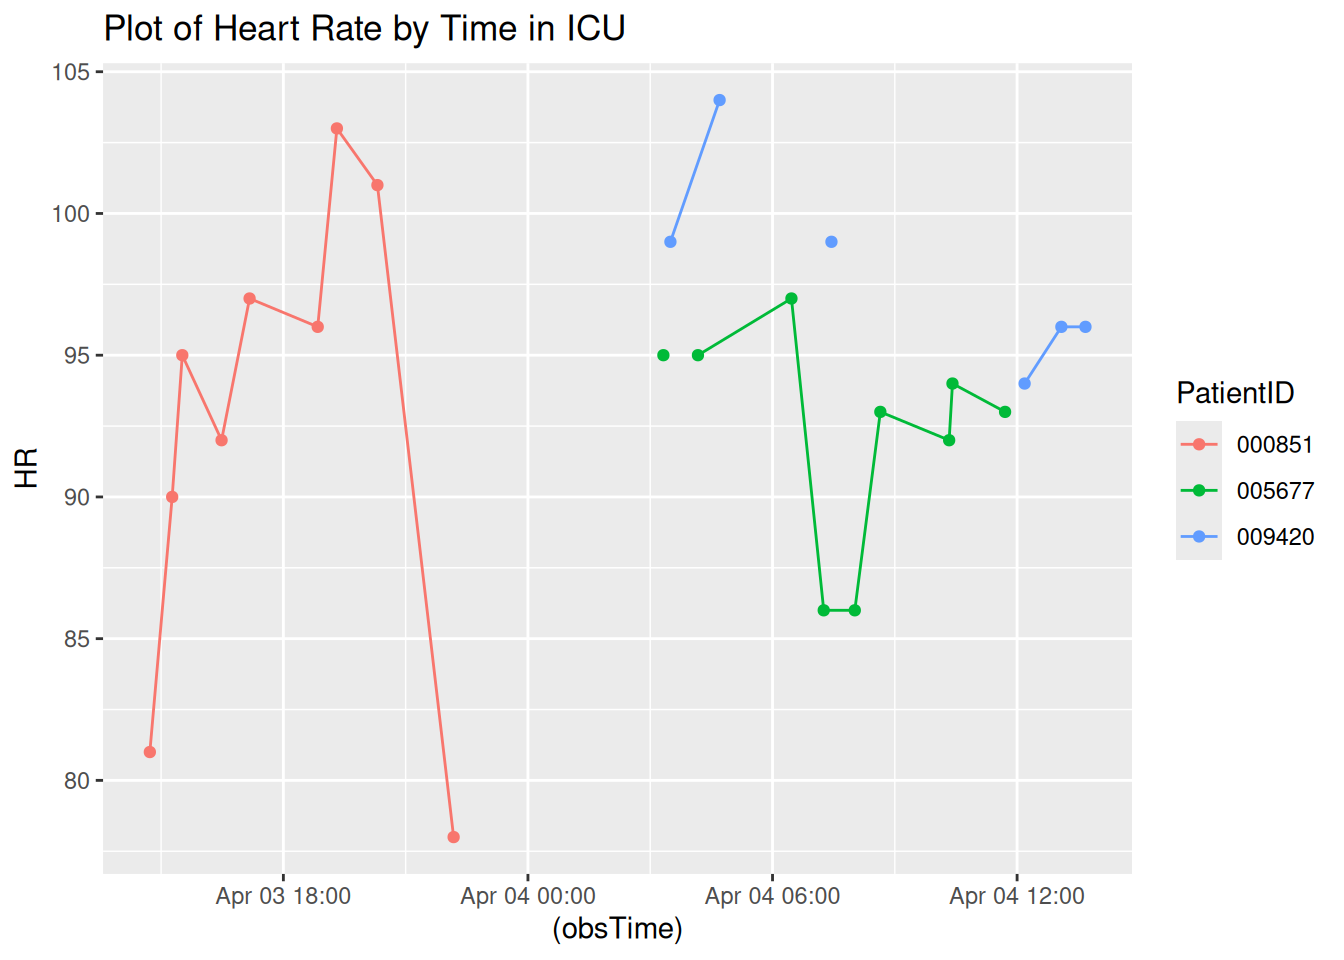 Plot of Heart Rate by Time in ICU
105
100
95
90
85
80
HR
Apr 03 18:00
Apr 04 00:00
Apr 04 06:00
Apr 04 12:00
(obsTime)
PatientID
000851
005677
009420